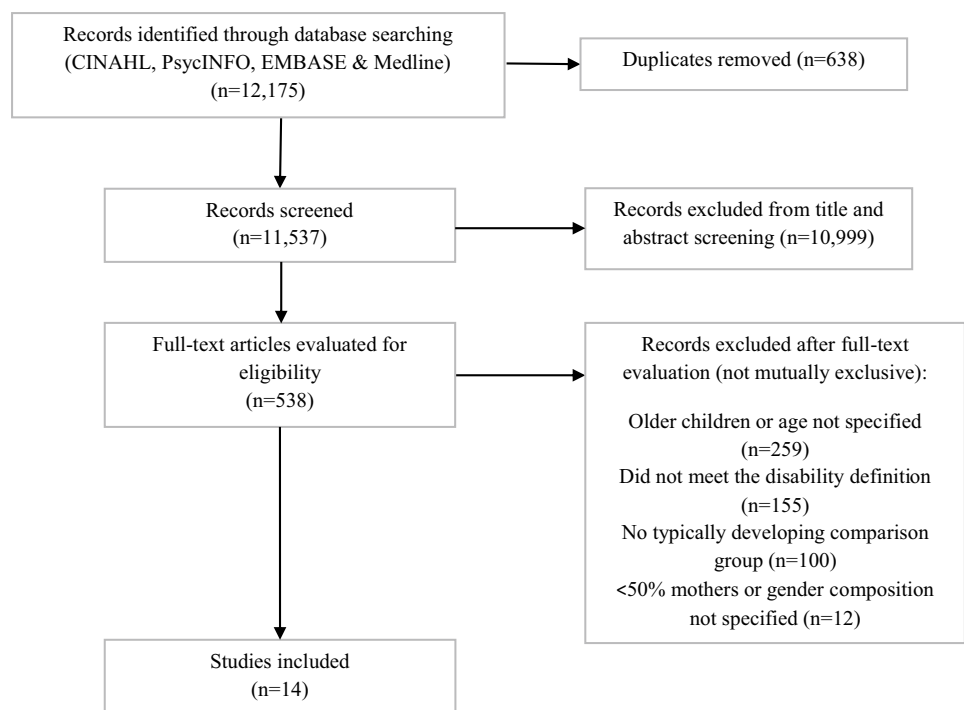 Records identified through database searching
(CINAHL, PsycINFO, EMBASE & Medline)
(n=12,175)
Duplicates removed (n=638)
Records screened
(n=11,537)
Records excluded from title and
abstract screening (n=10,999)
Full-text articles evaluated for
eligibility
(n=538)
Records excluded after full-text
evaluation (not mutually exclusive):
Older children or age not specified
(n=259)
Did not meet the disability definition
(n=155)
No typically developing comparison
group (n=100)
<50% mothers or gender composition
not specified (n=12)
Studies included
(n=14)